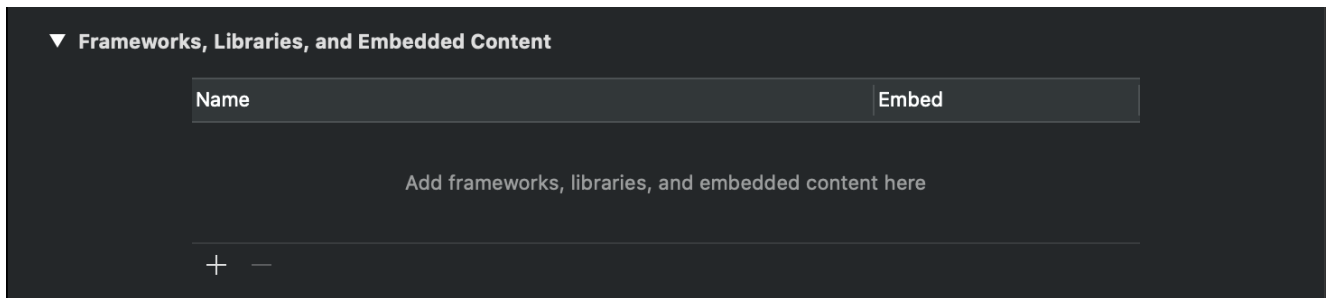 ▼ Frameworks, Libraries, and Embedded Content
Name Embed
Add frameworks, libraries, and embedded content here
+ −